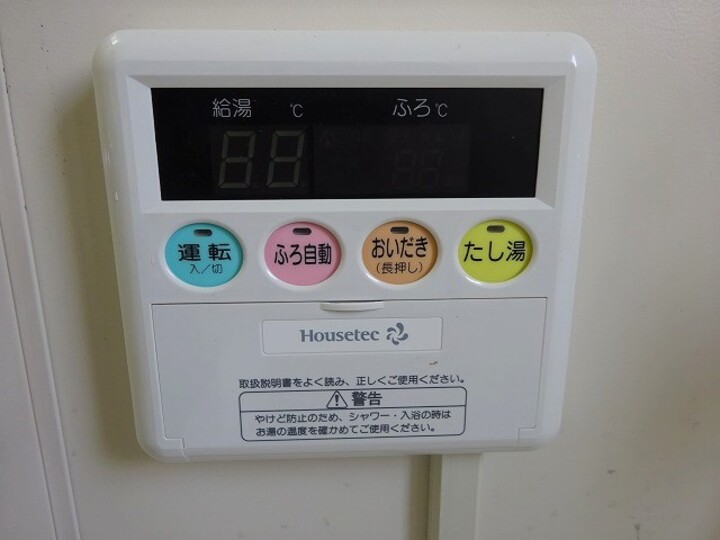 給湯 ℃ ふろ℃
運転 ふろ自動 おいだき たし湯
入/切 (長押し)
Housetec
取扱説明書をよく読み、正しくご使用ください。
警告
やけど防止のため、シャワー・入浴の時は
お湯の温度を確かめてご使用ください。